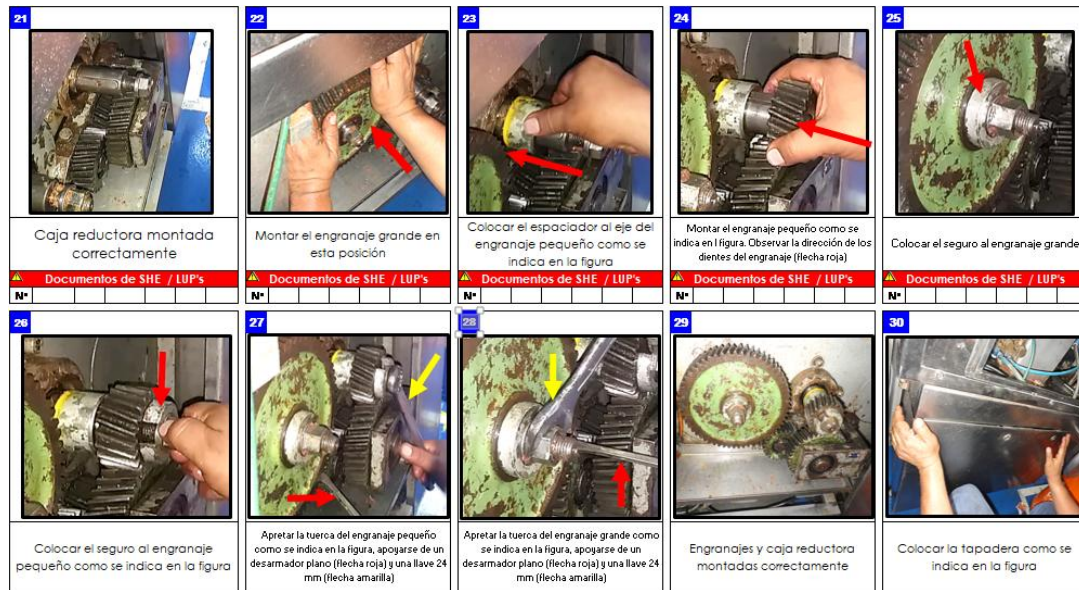 21
22
23
24
25
Caja reductora montada
correctamente
Montar el engranaje grande en
esta posición
Colocar el espaciador al eje del
engranaje pequeño como se
indica en la figura
Montar el engranaje pequeño como se
indica en l figura. Observar la dirección de los
dientes del engranaje (flecha roja)
Colocar el seguro al engranaje grande
Documentos de SHE / LUP's
Documentos de SHE / LUP's
Documentos de SHE / LUP's
Documentos de SHE / LUP's
Documentos de SHE / LUP's
Nº
Nº
Nº
Nº
Nº
26
27
28
29
30
Colocar el seguro al engranaje
pequeño como se indica en la figura
Apretar la tuerca del engranaje pequeño
como se indica en la figura, apoyarse de un
desarmador plano (flecha roja) y una llave 24
mm (flecha amarilla)
Apretar la tuerca del engranaje grande como
se indica en la figura, apoyarse de un
desarmador plano (flecha roja) y una llave 24
mm (flecha amarilla)
Engranajes y caja reductora
montadas correctamente
Colocar la tapadera como se
indica en la figura